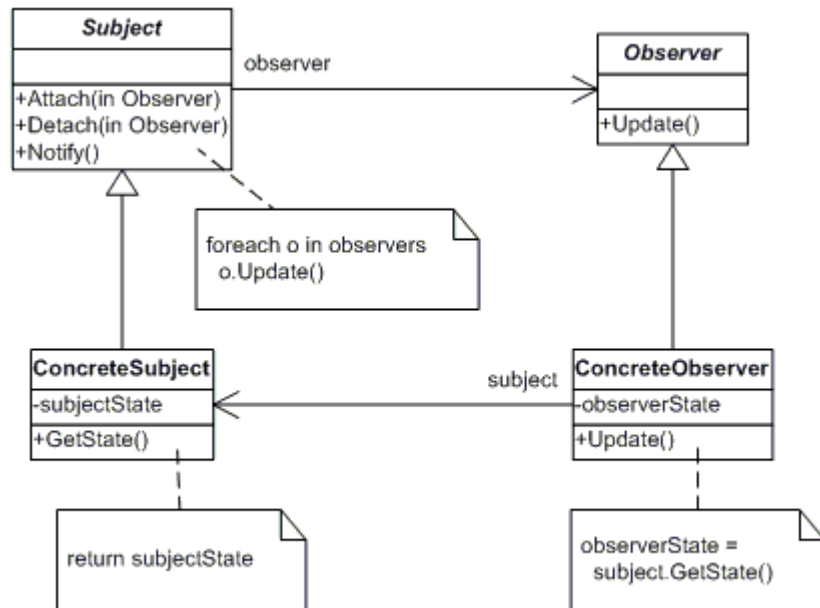 Subject
+Attach(in Observer)
+Detach(in Observer)
+Notify()
observer
Observer
+Update()
foreach o in observers
o.Update()
ConcreteSubject
-subjectState
+GetState()
subject
ConcreteObserver
-observerState
+Update()
return subjectState
observerState =
subject.GetState()